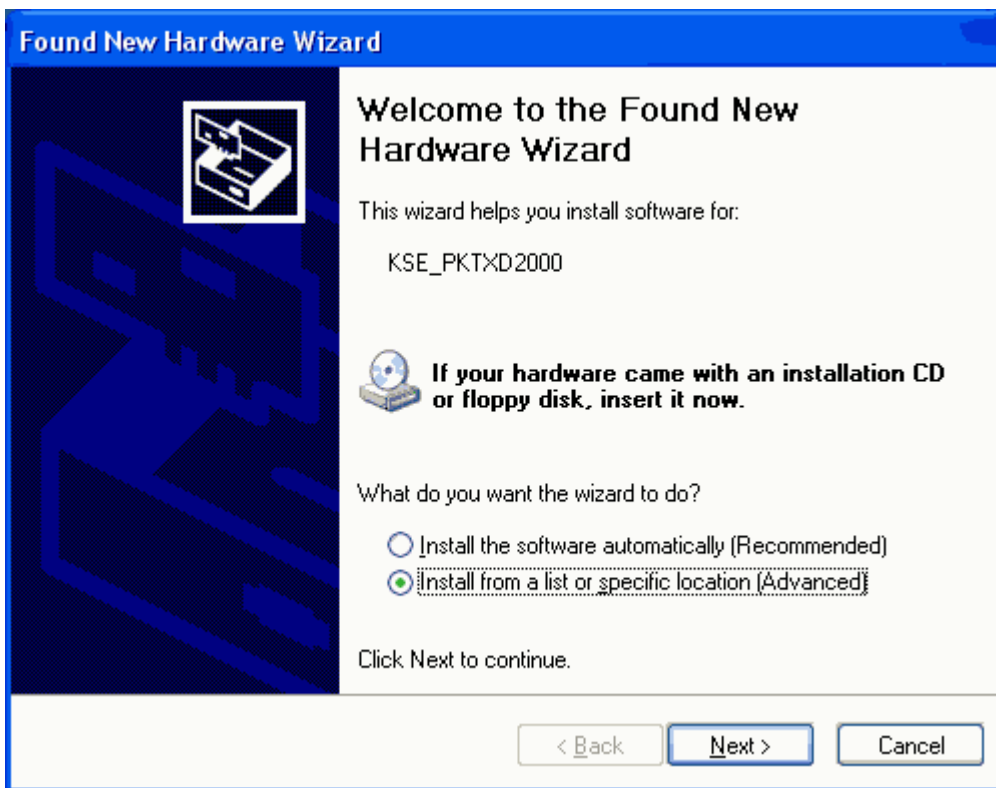 Found New Hardware Wizard
Welcome to the Found New
Hardware Wizard
This wizard helps you install software for:
KSE_PKTXD2000
If your hardware came with an installation CD
or floppy disk, insert it now.
What do you want the wizard to do?
Install the software automatically (Recommended)
Install from a list or specific location (Advanced)
Click Next to continue.
< Back
Next >
Cancel